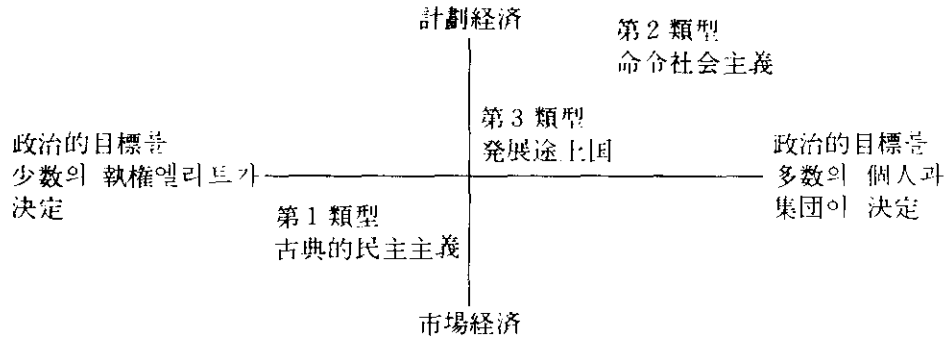 計劃経済
第2類型
命令社会主義
第3類型
発展途上国
政治的目標를
少数의 執権엘리트가
決定
政治的目標를
多数의 個人과
集団이 決定
第1類型
古典的民主主義
市場経済